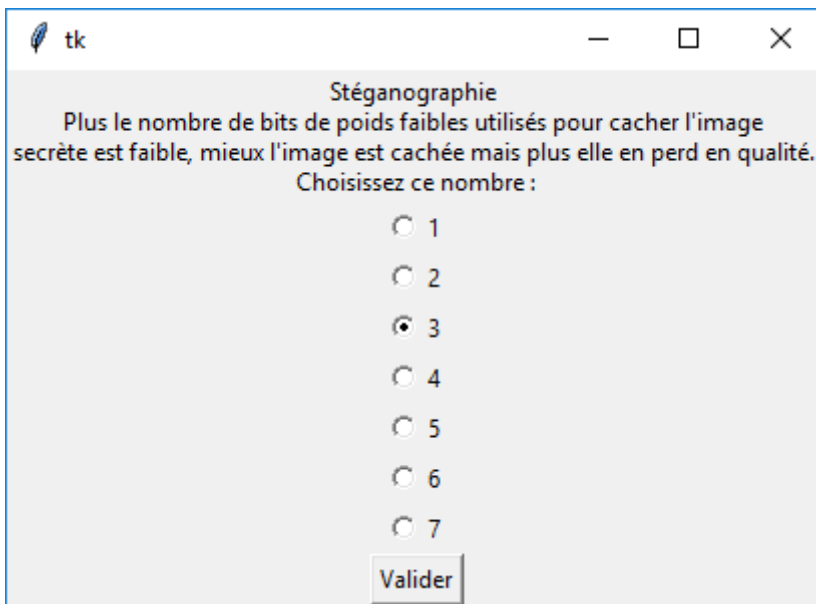 tk
Stéganographie
Plus le nombre de bits de poids faibles utilisés pour cacher l'image
secrète est faible, mieux l'image est cachée mais plus elle en perd en qualité.
Choisissez ce nombre :
1
2
3
4
5
6
7
Valider